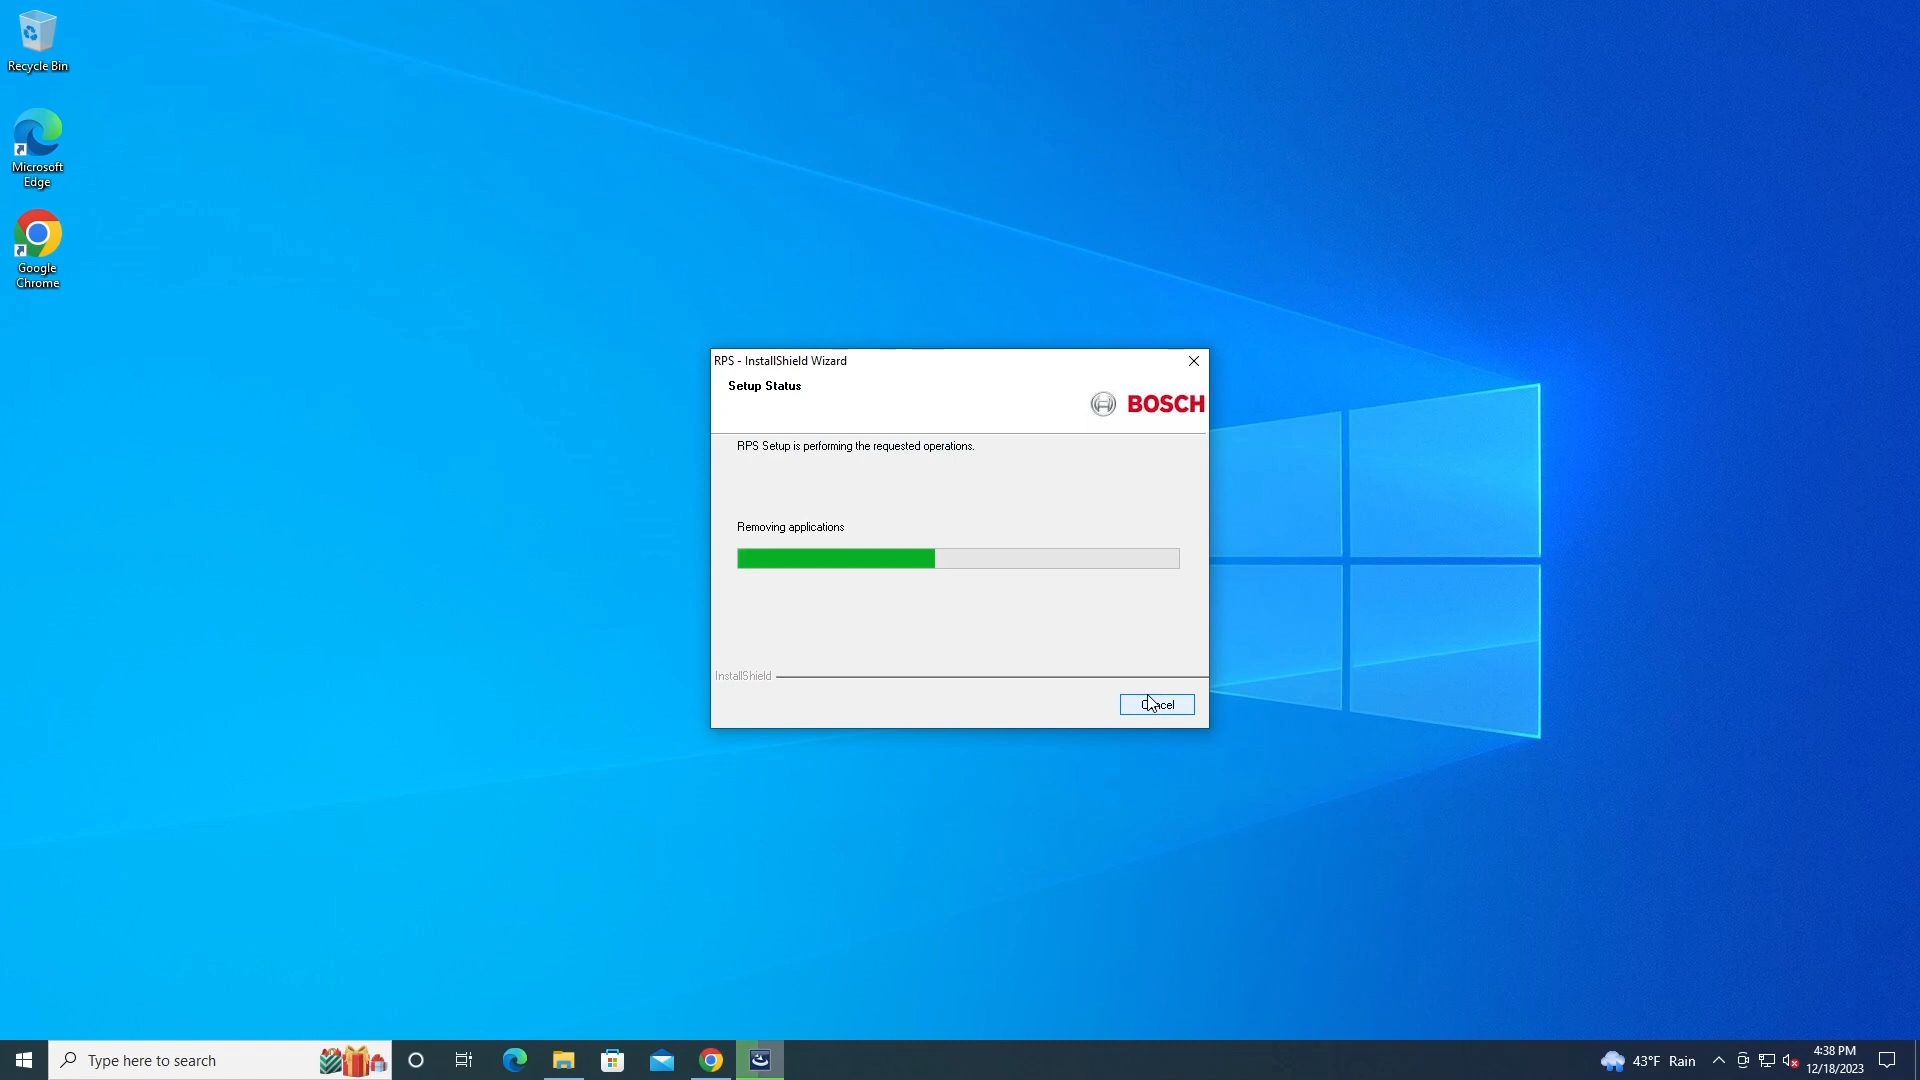 Recycle Bin
Microsoft
Edge
Google
Chrome
RPS - InstallShield Wizard
Setup Status
BOSCH
RPS Setup is performing the requested operations.
Removing applications
InstallShield
Type here to search
43°F Rain
4:38 PM
12/18/2023